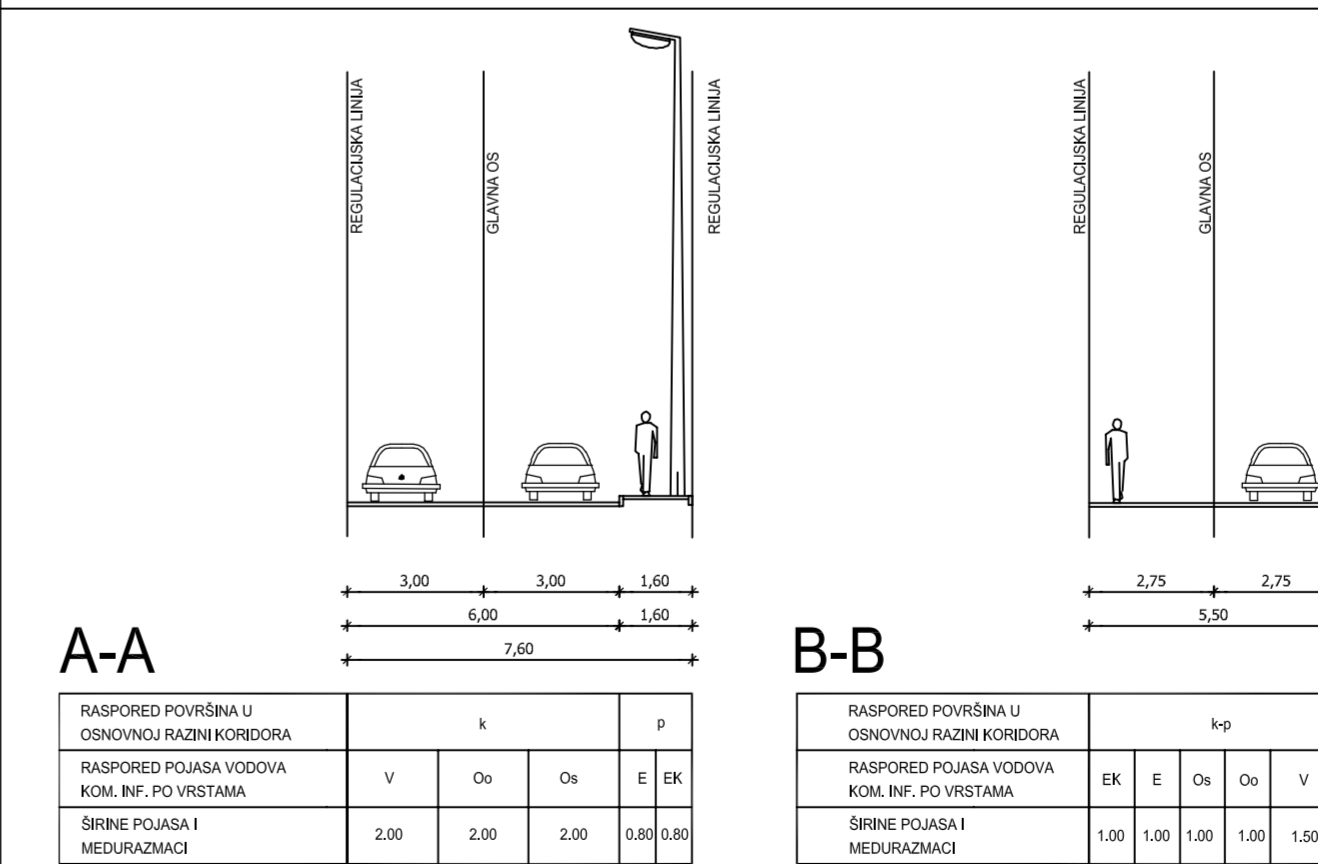 REGULACIJSKA LINIJA
GLAVNA OS
REGULACIJSKA LINIJA
3,00 3,00 1,60
6,00 1,60
7,60
A-A
RASPORED POVRŠINA U
OSNOVNOJ RAZINI KORIDORA
k p
RASPORED POJASA VODOVA
KOM. INF. PO VRSTAMA
V Oo Os E EK
ŠIRINE POJASA I
MEDURAZMACI
2.00 2.00 2.00 0.80 0.80
REGULACIJSKA LINIJA
GLAVNA OS
2,75 2,75
5,50
B-B
RASPORED POVRŠINA U
OSNOVNOJ RAZINI KORIDORA
k-p
RASPORED POJASA VODOVA
KOM. INF. PO VRSTAMA
EK E Os Oo V
ŠIRINE POJASA I
MEDURAZMACI
1.00 1.00 1.00 1.00 1.50